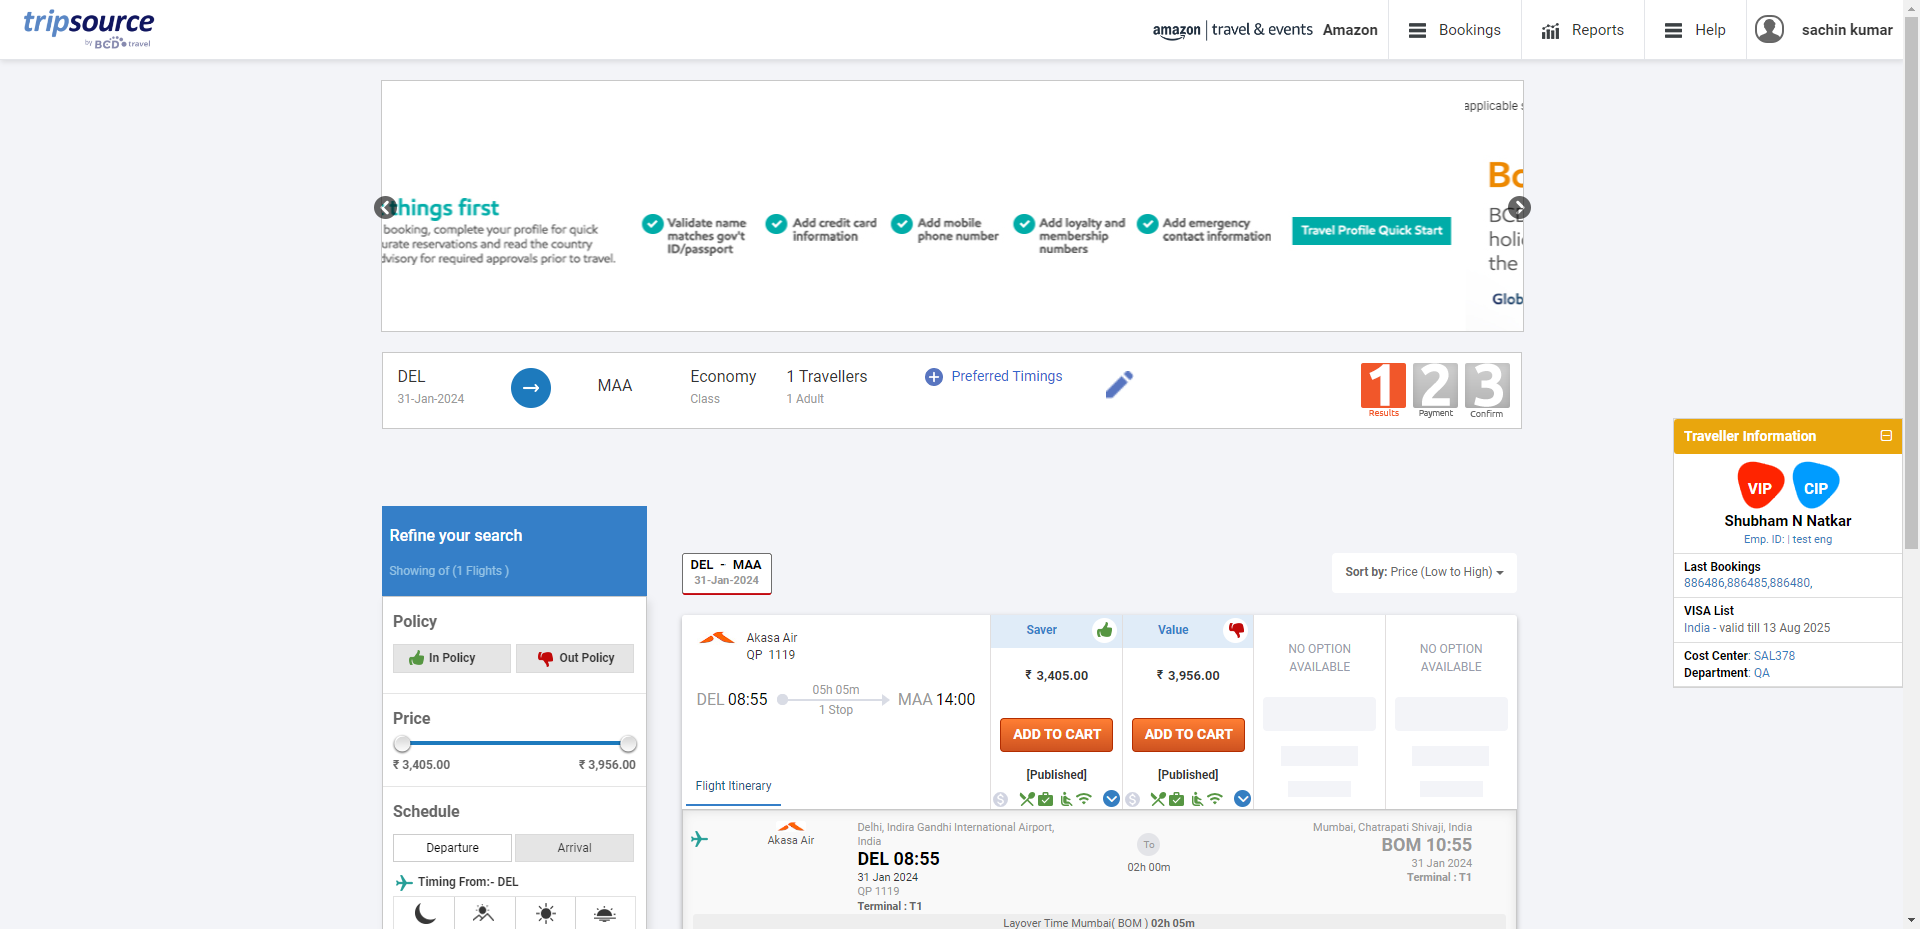 tripsource
by BCD travel
amazon | travel & events Amazon
Bookings
Reports
Help
sachin kumar
applicable
things first
booking, complete your profile for quick
urate reservations and read the country
dvisory for required approvals prior to travel.
Validate name
matches gov't
ID/passport
Add credit card
information
Add mobile
phone number
Add loyalty and
membership
numbers
Add emergency
contact information
Travel Profile Quick Start
Bo
BCD
holi
the
Glob
DEL
31-Jan-2024
MAA
Economy
Class
1 Travellers
1 Adult
Preferred Timings
1 2 3
Results Payment Confirm
Traveller Information
VIP CIP
Shubham N Natkar
Emp. ID: | test eng
Last Bookings
886486,886485,886480,
VISA List
India - valid till 13 Aug 2025
Cost Center: SAL378
Department: QA
Refine your search
Showing of (1 Flights )
Policy
In Policy
Out Policy
Price
₹ 3,405.00
₹ 3,956.00
Schedule
Departure
Arrival
Timing From:- DEL
DEL - MAA
31-Jan-2024
Sort by: Price (Low to High)
Akasa Air
QP 1119
DEL 08:55
05h 05m
1 Stop
MAA 14:00
Flight Itinerary
Saver
₹ 3,405.00
ADD TO CART
[Published]
Value
₹ 3,956.00
ADD TO CART
[Published]
NO OPTION
AVAILABLE
NO OPTION
AVAILABLE
Akasa Air
Delhi, Indira Gandhi International Airport,
India
DEL 08:55
31 Jan 2024
QP 1119
Terminal : T1
To
02h 00m
Mumbai, Chatrapati Shivaji, India
BOM 10:55
31 Jan 2024
Terminal : T1
Layover Time Mumbai( BOM ) 02h 05m